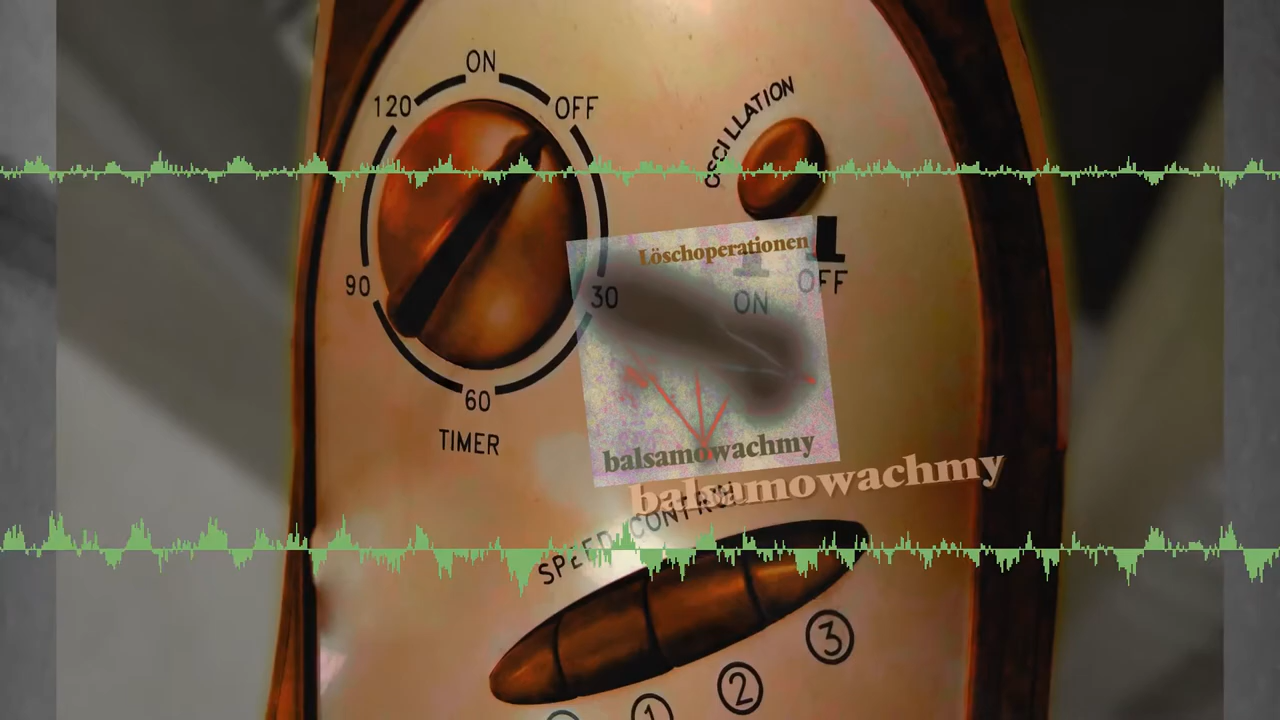 ON
120
OFF
OSCILLATION
Löschoperationen
90
30
ON
OFF
60
TIMER
balsamowachmy
balsamowachmy
SPEED CONTROL
3
2
1